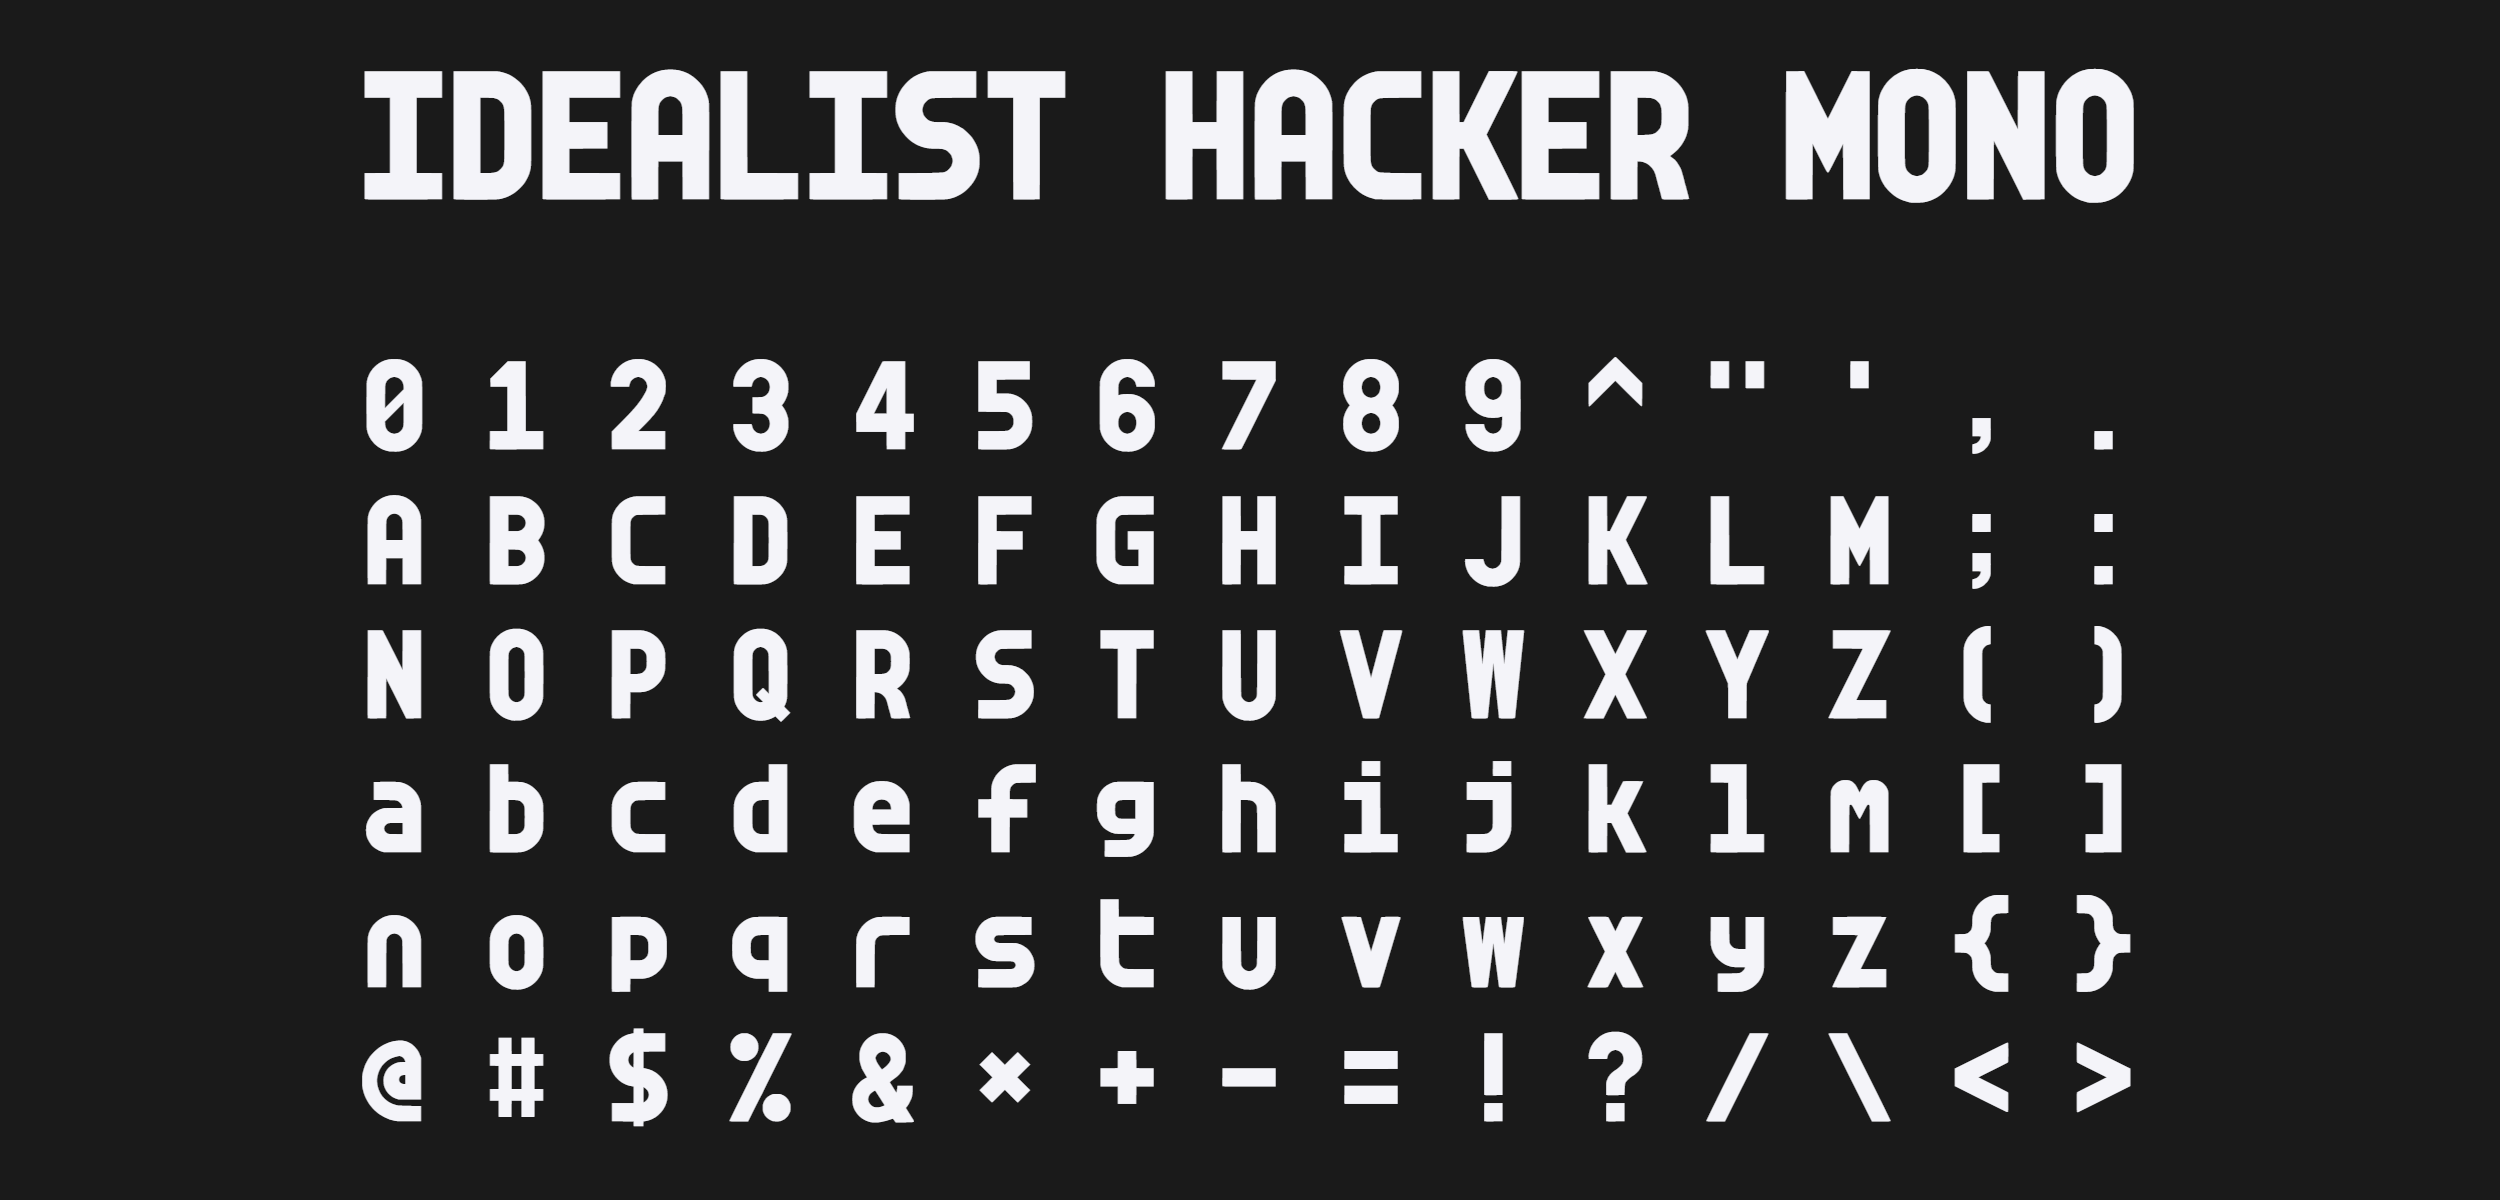 IDEALIST HACKER MONO
0 1 2 3 4 5 6 7 8 9 ^ " ' , .
A B C D E F G H I J K L M ; :
N O P Q R S T U V W X Y Z ( )
a b c d e f g h i j k l m [ ]
n o p q r s t u v w x y z { }
@ # $ % & × + - = ! ? / \ < >